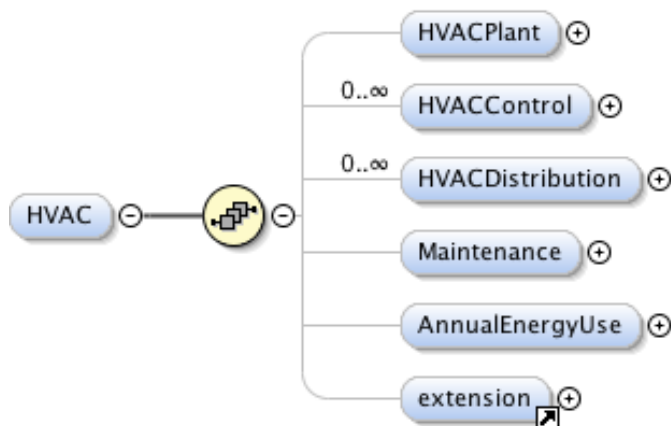 HVACPlant
0..∞
HVACControl
0..∞
HVACDistribution
HVAC
Maintenance
AnnualEnergyUse
extension